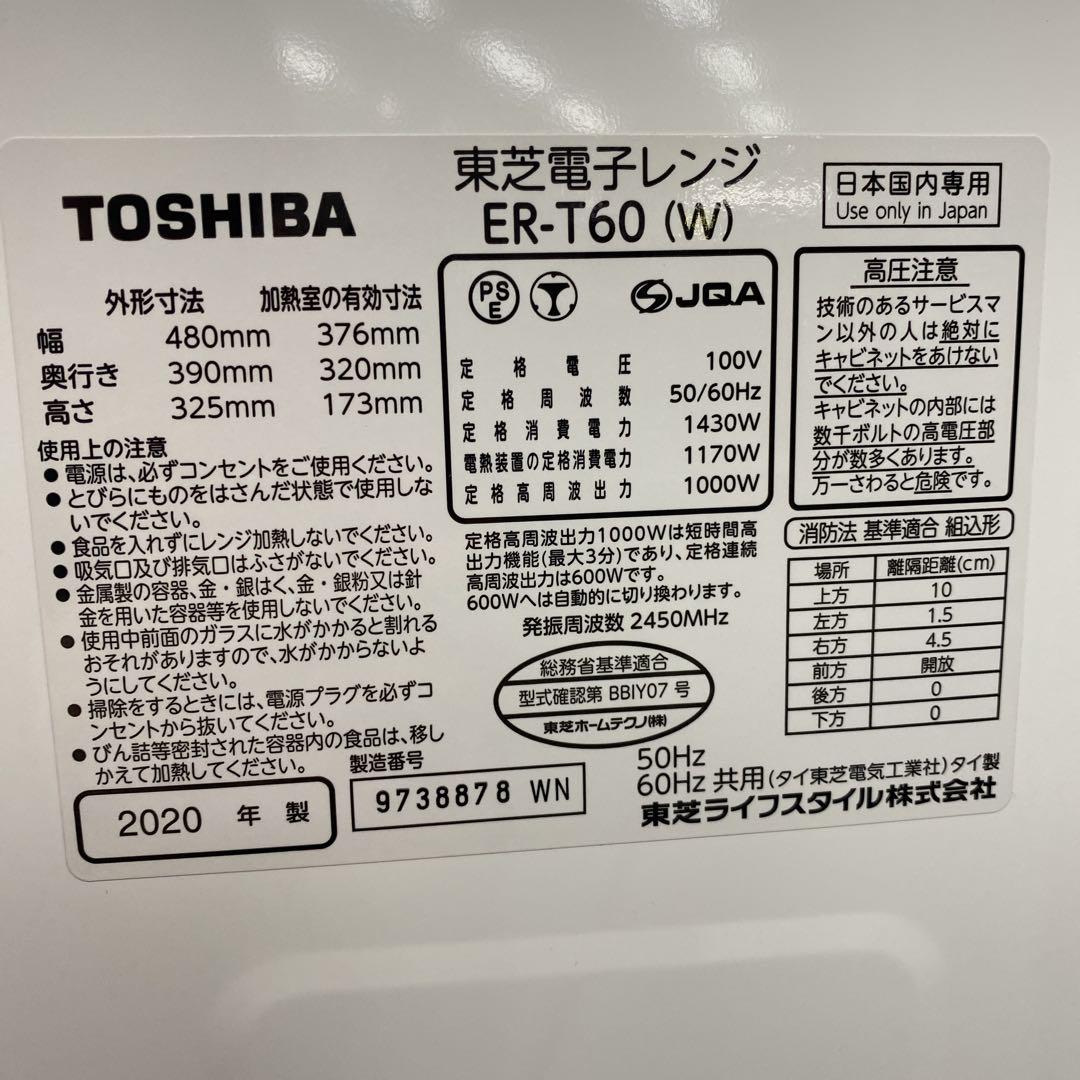 東芝電子レンジ
TOSHIBA
ER-T60 (W)
日本国内専用
Use only in Japan
外形寸法 加熱室の有効寸法
幅 480mm 376mm
奥行き 390mm 320mm
高さ 325mm 173mm
使用上の注意
● 電源は、必ずコンセントをご使用ください。
● とびらにものをはさんだ状態で使用しな
いでください。
● 食品を入れずにレンジ加熱しないでください。
● 吸気口及び排気口はふさがないでください。
● 金属製の容器、金・銀はく、金・銀粉又は針
金を用いた容器等を使用しないでください。
● 使用中前面のガラスに水がかかると割れる
おそれがありますので、水がかからないよ
うにしてください。
● 掃除をするときには、電源プラグを必ずコ
ンセントから抜いてください。
● びん詰等密封された容器内の食品は、移し
かえて加熱してください。
2020 年 製
製造番号
9738878 WN
PS
E
JQA
定格電圧 100V
定格周波数 50/60Hz
定格消費電力 1430W
電熱装置の定格消費電力 1170W
定格高周波出力 1000W
定格高周波出力1000Wは短時間高
出力機能(最大3分)であり、定格連続
高周波出力は600Wです。
600Wへは自動的に切り換わります。
発振周波数 2450MHz
総務省基準適合
型式確認第 BBIY07 号
東芝ホームテクノ(株)
高圧注意
技術のあるサービスマ
ン以外の人は絶対に
キャビネットをあけない
でください。
キャビネットの内部には
数千ボルトの高電圧部
分が数多くあります。
万一さわると危険です。
消防法 基準適合 組込形
場所 離隔距離(cm)
上方 10
左方 1.5
右方 4.5
前方 開放
後方 0
下方 0
50Hz
60Hz 共用 (タイ東芝電気工業社) タイ製
東芝ライフスタイル株式会社